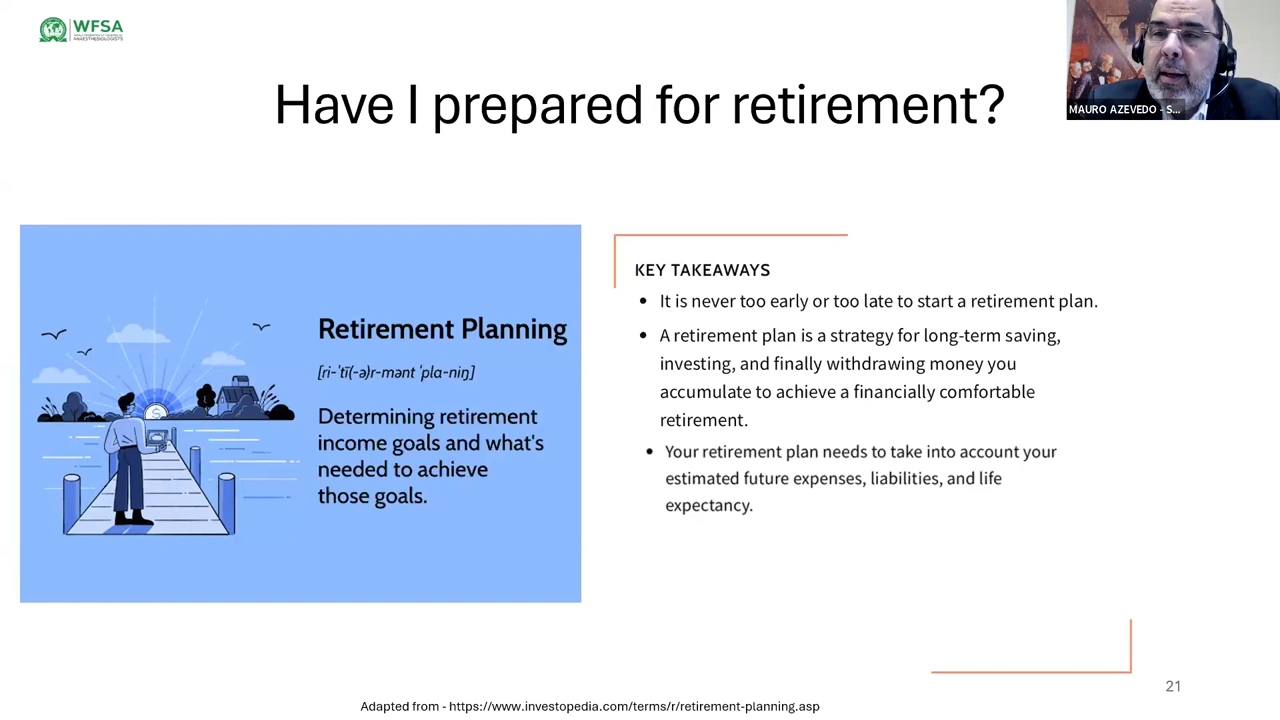 WFSA
WORLD FEDERATION OF SOCIETIES OF
ANAESTHESIOLOGISTS
MAURO AZEVEDO - S...
Have I prepared for retirement?
Retirement Planning
[ri-ˈtī(-ə)r-mənt ˈpla-niŋ]
Determining retirement
income goals and what's
needed to achieve
those goals.
KEY TAKEAWAYS
• It is never too early or too late to start a retirement plan.
• A retirement plan is a strategy for long-term saving,
investing, and finally withdrawing money you
accumulate to achieve a financially comfortable
retirement.
• Your retirement plan needs to take into account your
estimated future expenses, liabilities, and life
expectancy.
21
Adapted from - https://www.investopedia.com/terms/r/retirement-planning.asp